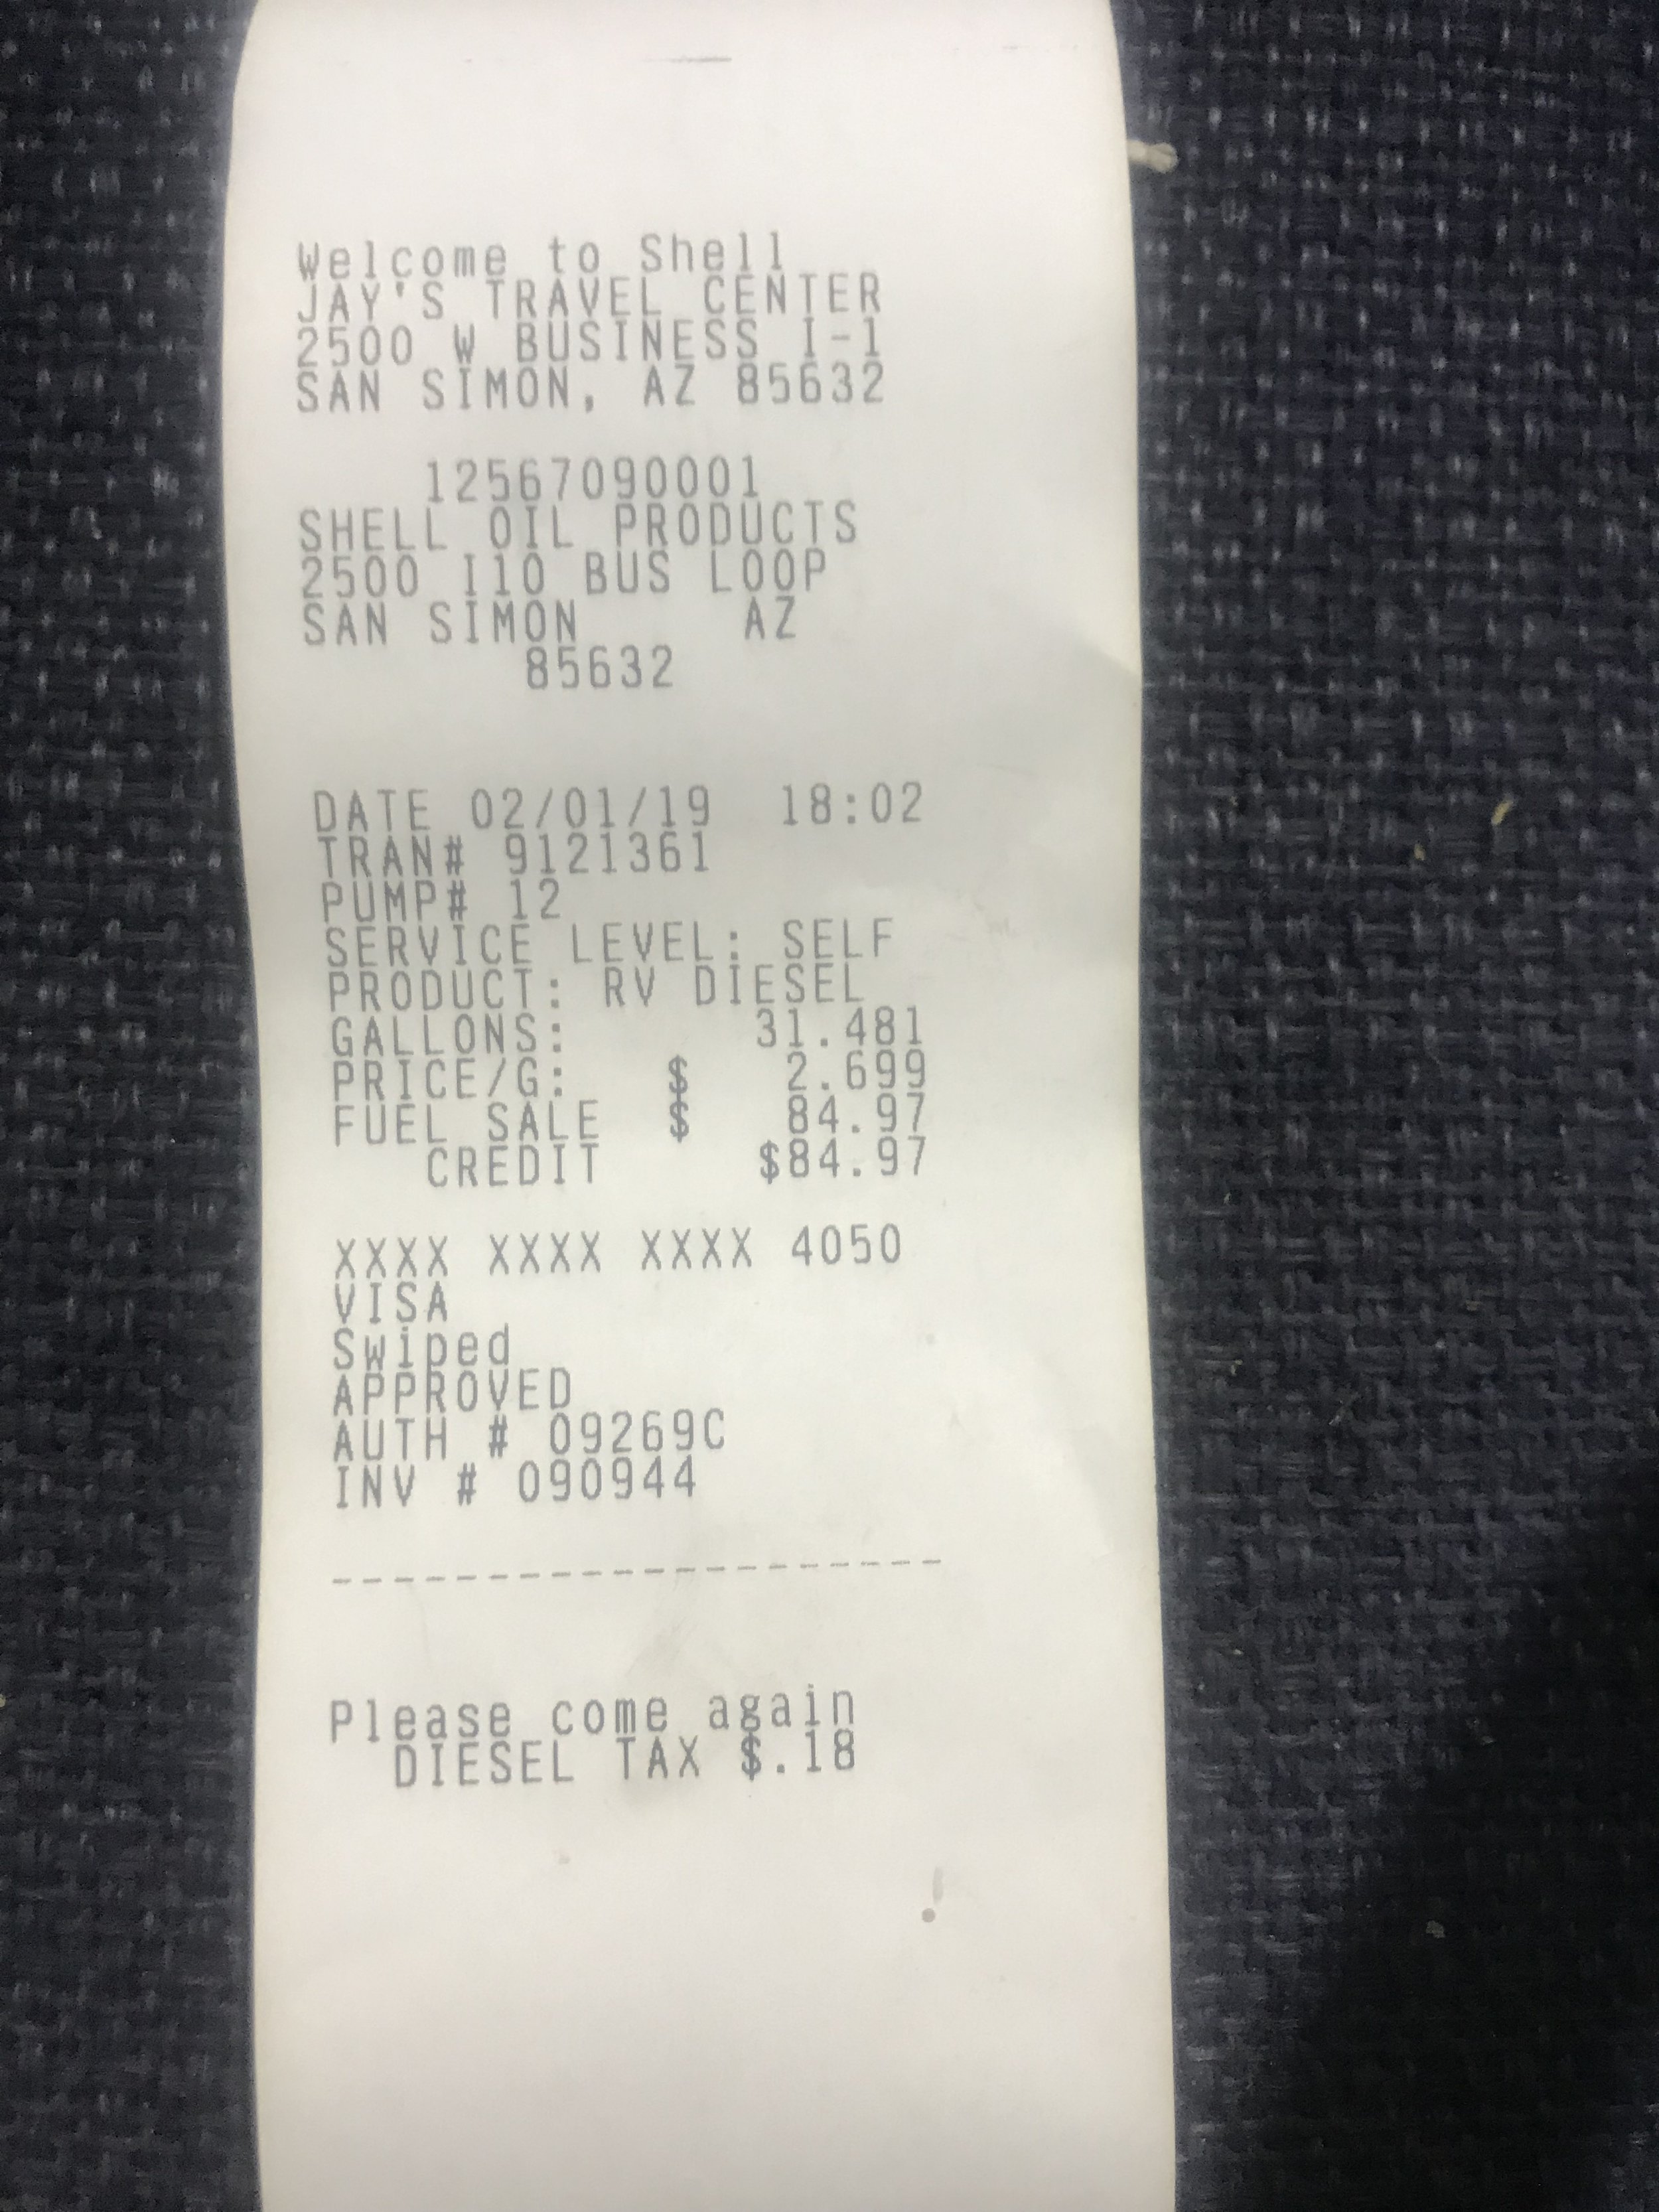 Welcome to Shell
JAY'S TRAVEL CENTER
2500 W BUSINESS I-1
SAN SIMON, AZ 85632
12567090001
SHELL OIL PRODUCTS
2500 I10 BUS LOOP
SAN SIMON AZ
85632
DATE 02/01/19 18:02
TRAN# 9121361
PUMP# 12
SERVICE LEVEL: SELF
PRODUCT: RV DIESEL
GALLONS: 31.481
PRICE/G: $ 2.699
FUEL SALE $ 84.97
CREDIT $84.97
XXXX XXXX XXXX 4050
VISA
Swiped
APPROVED
AUTH # 09269C
INV # 090944
--------------------
Please come again
DIESEL TAX $.18